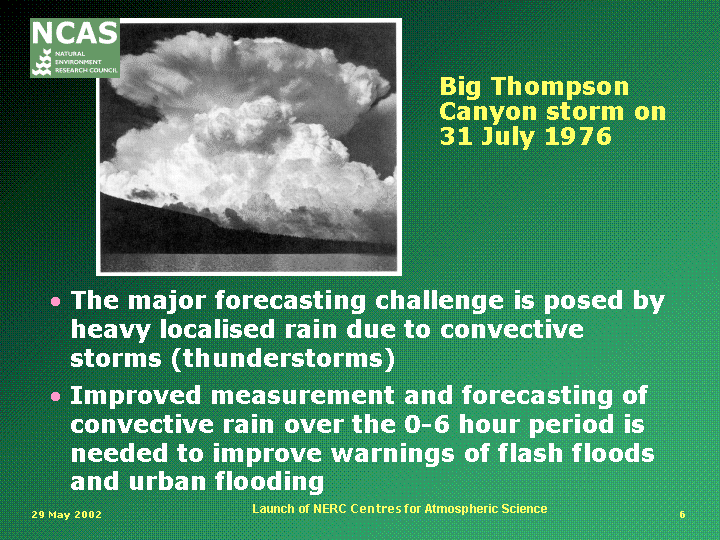 NCAS
NATURAL
ENVIRONMENT
RESEARCH COUNCIL
Big Thompson
Canyon storm on
31 July 1976
• The major forecasting challenge is posed by
heavy localised rain due to convective
storms (thunderstorms)
• Improved measurement and forecasting of
convective rain over the 0-6 hour period is
needed to improve warnings of flash floods
and urban flooding
29 May 2002
Launch of NERC Centres for Atmospheric Science
6